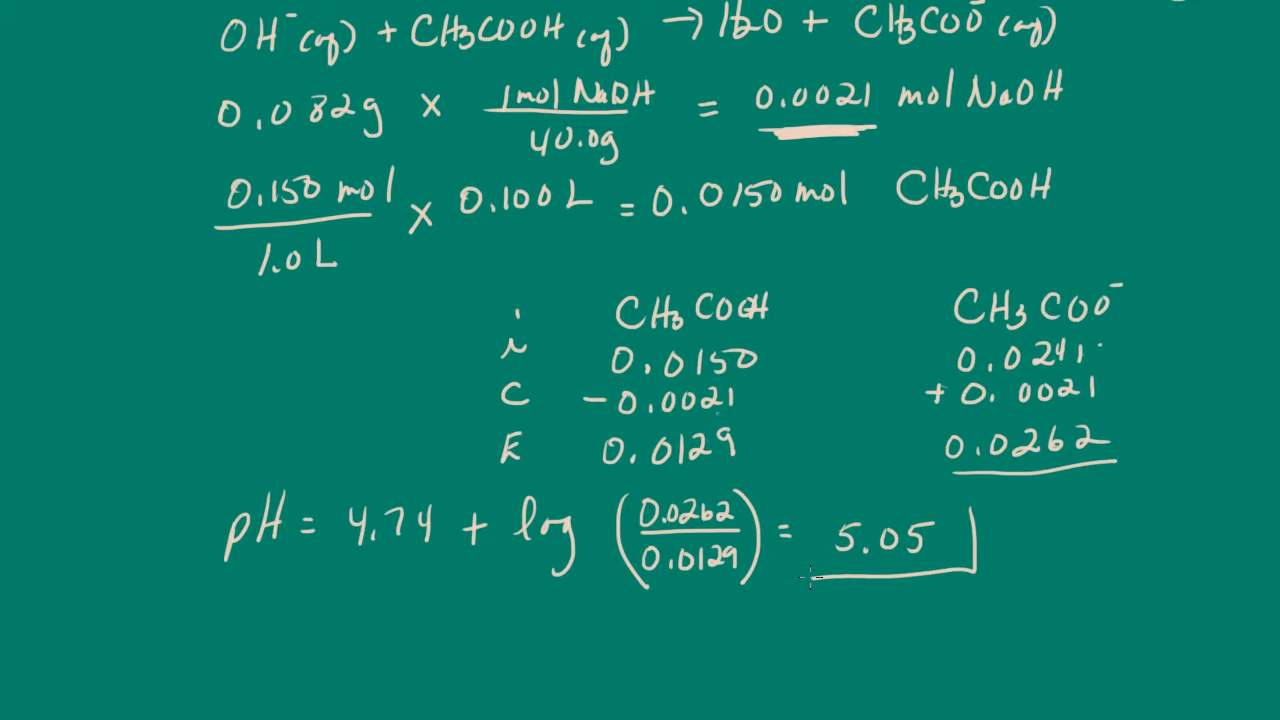 OH⁻(aq) + CH3COOH(aq) → H2O + CH3COO⁻(aq)
0.082g × 1mol NaOH / 40.0g = 0.0021 mol NaOH
0.150 mol / 1.0 L × 0.100 L = 0.0150 mol CH3COOH
CH3COOH CH3COO⁻
i 0.0150 0.0241
C -0.0021 +0.0021
E 0.0129 0.0262
pH = 4.74 + log (0.0262 / 0.0129) = 5.05